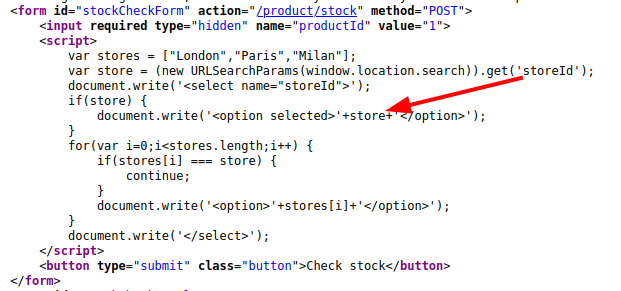 <form id="stockCheckForm" action="/product/stock" method="POST">
<input required type="hidden" name="productId" value="1">
<script>
var stores = ["London","Paris","Milan"];
var store = (new URLSearchParams(window.location.search)).get('storeId');
document.write('<select name="storeId">');
if(store) {
document.write('<option selected>'+store+'</option>');
}
for(var i=0;i<stores.length;i++) {
if(stores[i] === store) {
continue;
}
document.write('<option>'+stores[i]+'</option>');
}
document.write('</select>');
</script>
<button type="submit" class="button">Check stock</button>
</form>